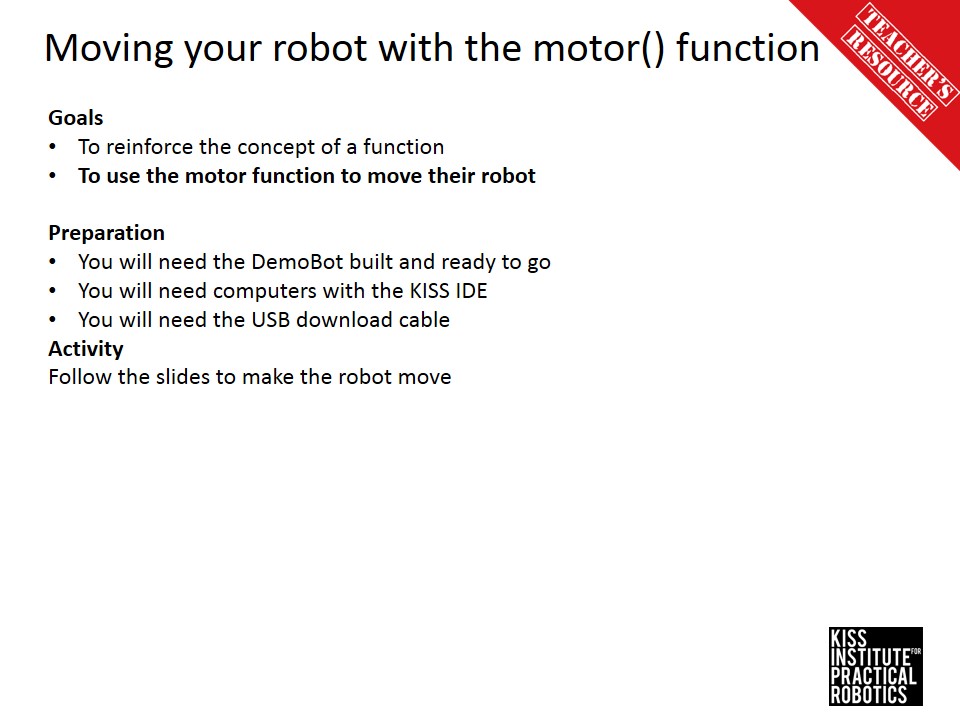 Moving your robot with the motor() function
TEACHER'S
RESOURCE
Goals
• To reinforce the concept of a function
• To use the motor function to move their robot
Preparation
• You will need the DemoBot built and ready to go
• You will need computers with the KISS IDE
• You will need the USB download cable
Activity
Follow the slides to make the robot move
KISS
INSTITUTE FOR
PRACTICAL
ROBOTICS